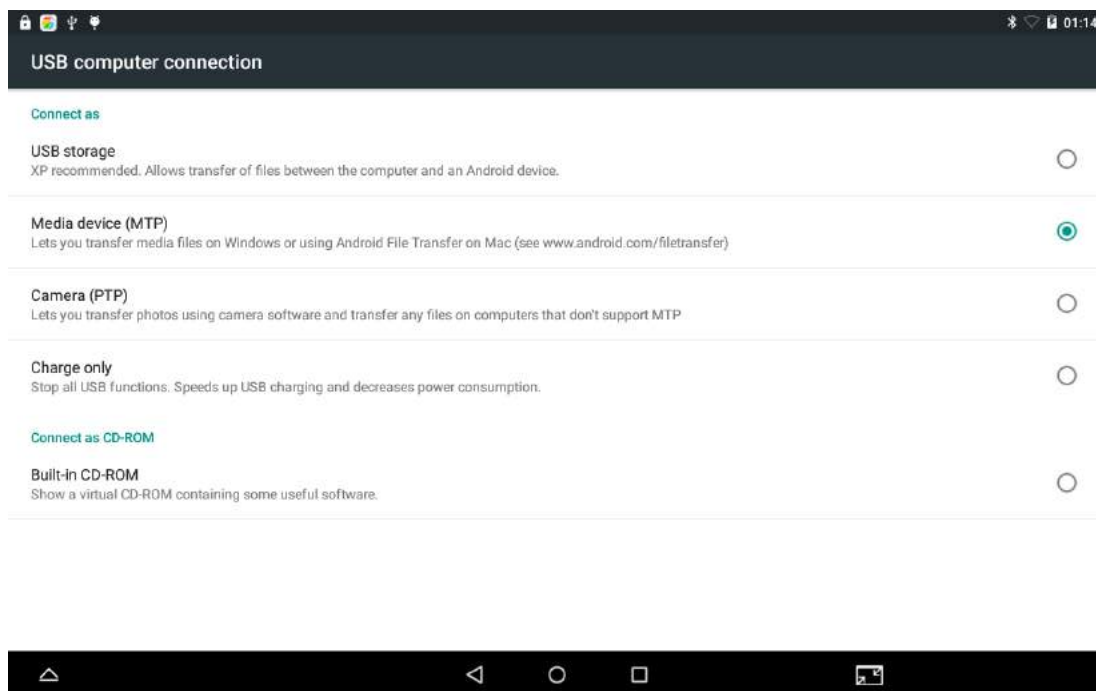 01:14
USB computer connection
Connect as
USB storage
XP recommended. Allows transfer of files between the computer and an Android device.
Media device (MTP)
Lets you transfer media files on Windows or using Android File Transfer on Mac (see www.android.com/filetransfer)
Camera (PTP)
Lets you transfer photos using camera software and transfer any files on computers that don't support MTP
Charge only
Stop all USB functions. Speeds up USB charging and decreases power consumption.
Connect as CD-ROM
Built-in CD-ROM
Show a virtual CD-ROM containing some useful software.